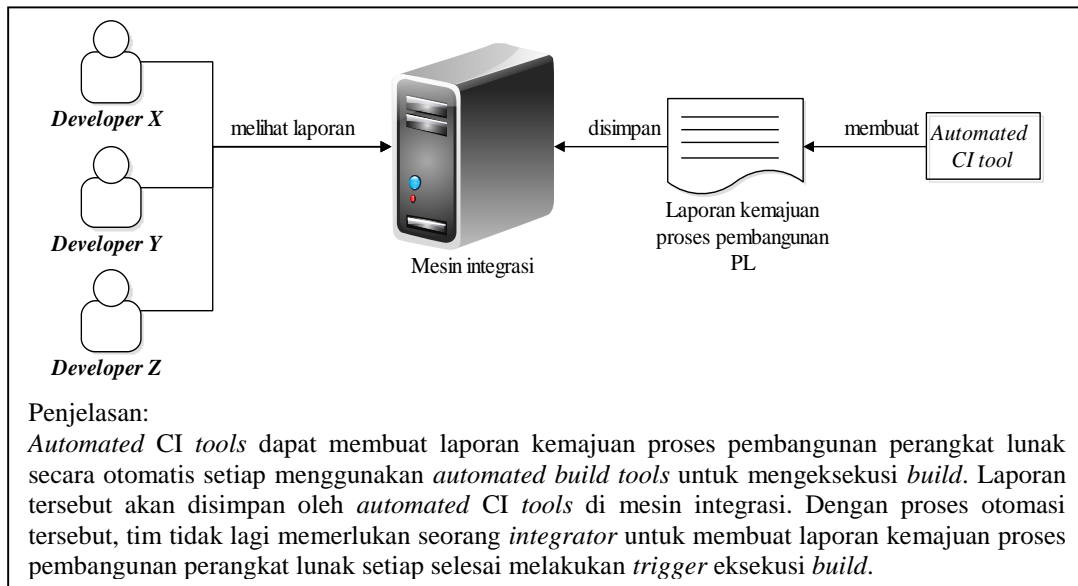 Developer X
melihat laporan
disimpan
membuat
Automated
CI tool
Developer Y
Mesin integrasi
Laporan kemajuan
proses pembangunan
PL
Developer Z
Penjelasan:
Automated CI tools dapat membuat laporan kemajuan proses pembangunan perangkat lunak
secara otomatis setiap menggunakan automated build tools untuk mengeksekusi build. Laporan
tersebut akan disimpan oleh automated CI tools di mesin integrasi. Dengan proses otomasi
tersebut, tim tidak lagi memerlukan seorang integrator untuk membuat laporan kemajuan proses
pembangunan perangkat lunak setiap selesai melakukan trigger eksekusi build.